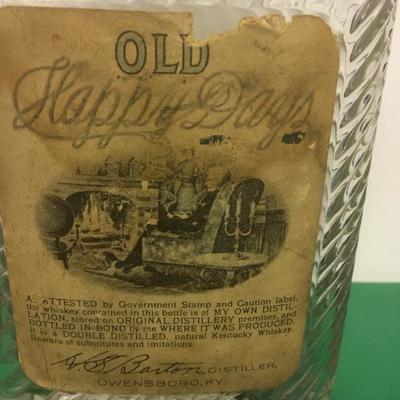 OLD
Happy Days
AS ATTESTED by Government Stamp and Caution label,
the whiskey contained in this bottle is of MY OWN DISTIL-
LATION, stored on ORIGINAL DISTILLERY premises, and
BOTTLED IN BOND by me WHERE IT WAS PRODUCED.
It is a DOUBLE DISTILLED, natural Kentucky Whiskey.
Beware of substitutes and imitations.
Barton, DISTILLER,
OWENSBORO, KY.